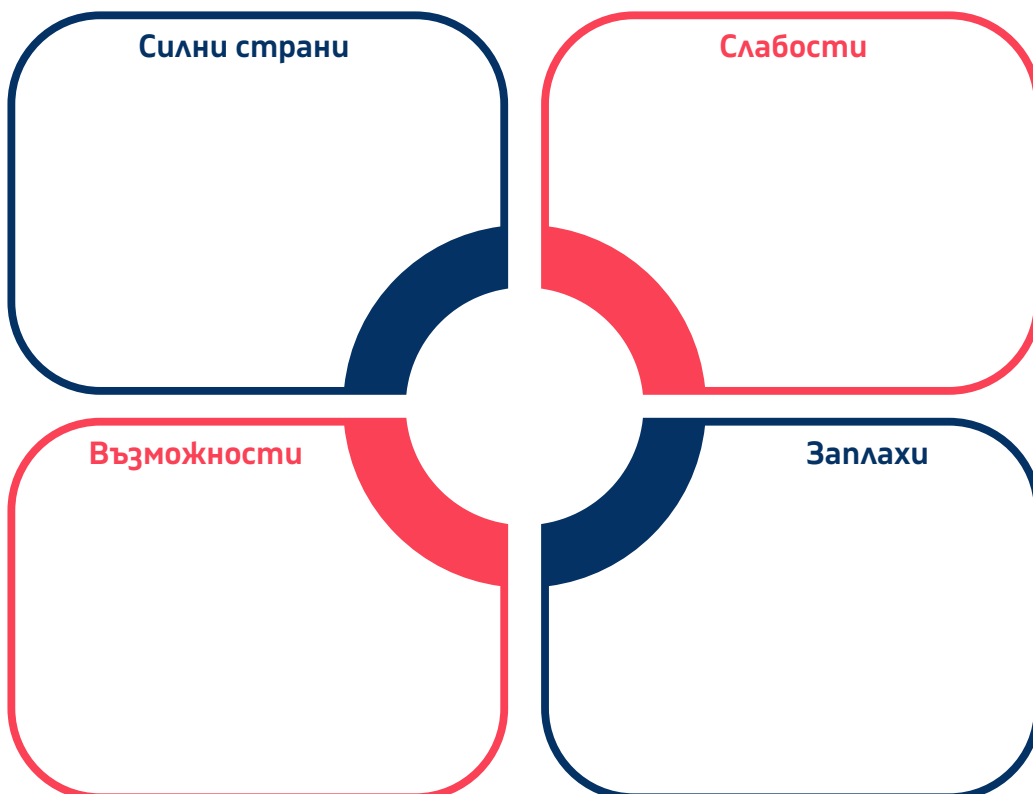 Силни страни
Слабости
Възможности
Заплахи